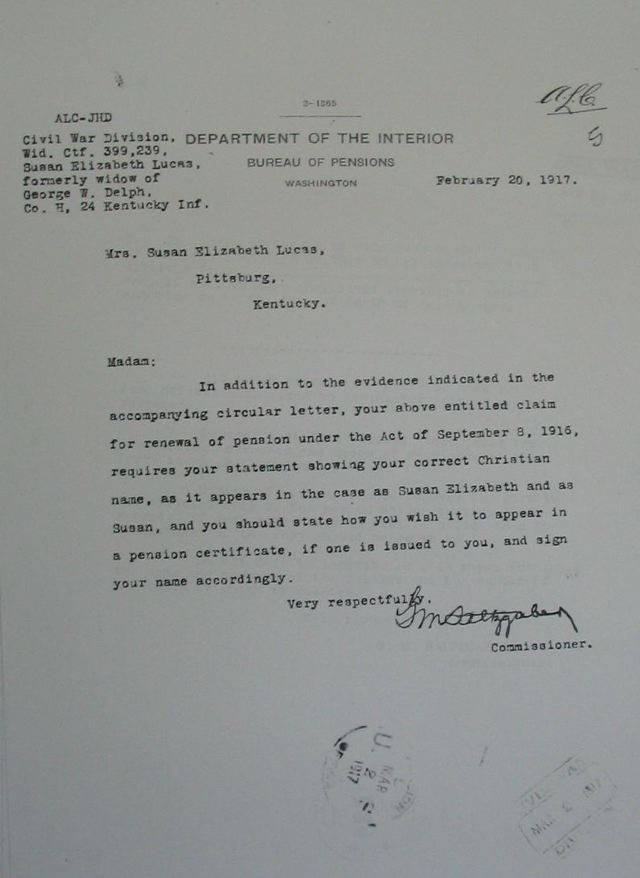 3-1865
A.L.C.
ALC-JHD
Civil War Division,
Wid. Ctf. 399,239,
Susan Elizabeth Lucas,
formerly widow of
George W. Delph,
Co. H, 24 Kentucky Inf.
DEPARTMENT OF THE INTERIOR
BUREAU OF PENSIONS
WASHINGTON
February 20, 1917.
Mrs. Susan Elizabeth Lucas,
Pittsburg,
Kentucky.
Madam:
In addition to the evidence indicated in the
accompanying circular letter, your above entitled claim
for renewal of pension under the Act of September 8, 1916,
requires your statement showing your correct Christian
name, as it appears in the case as Susan Elizabeth and as
Susan, and you should state how you wish it to appear in
a pension certificate, if one is issued to you, and sign
your name accordingly.
Very respectfully,
Commissioner.
U.
MAR 2
1917